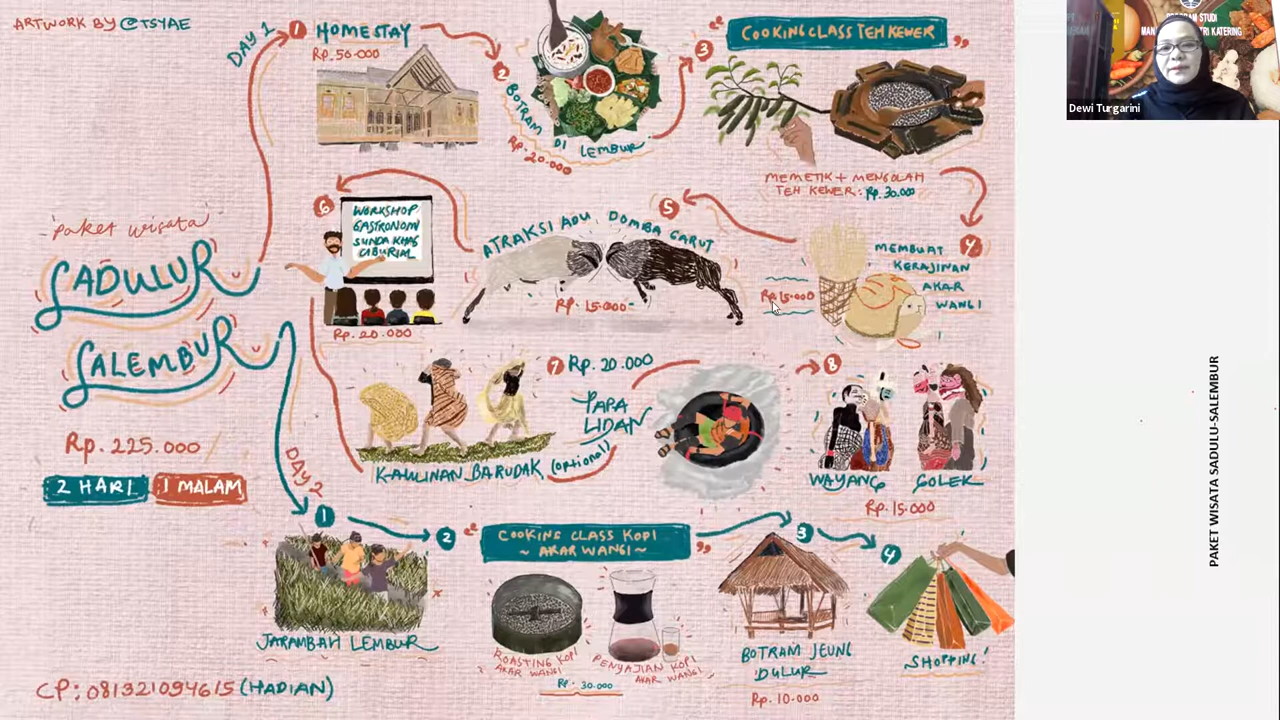 ARTWORK BY @TSYAE
DAY 1
1 HOMESTAY
Rp. 50.000
2 BOTRAM DI LEMBUR
Rp. 20.000
3 "COOKING CLASS TEH KEWER"
MEMETIK + MENGOLAH
TEH KEWER: Rp. 30.000
4 MEMBUAT
KERAJINAN
AKAR
WANGI
Rp 15.000
5 ATRAKSI ADU DOMBA GARUT
Rp. 15.000-
6 WORKSHOP
GASTRONOMI
SUNDA KHAS
CIBURIAL
Rp. 20.000
"paket wisata"
SADULUR
SALEMBUR
Rp. 225.000
2 HARI 1 MALAM
7 Rp. 20.000
PAPA
LIDAN
KAULINAN BARUDAK (optional)
8
WAYANG GOLEK
Rp. 15.000
DAY 2
1
JARAMBAH LEMBUR
2 "COOKING CLASS KOPI
~ AKAR WANGI ~"
ROASTING KOPI
AKAR WANGI
PENYAJIAN KOPI
AKAR WANGI
Rp. 30.000
3
BOTRAM JEUNG
DULUR
Rp. 10.000
4
SHOPPING!
CP: 081321094615 (HADIAN)
PROGRAM STUDI
Dewi Turgarini
PAKET WISATA SADULU-SALEMBUR